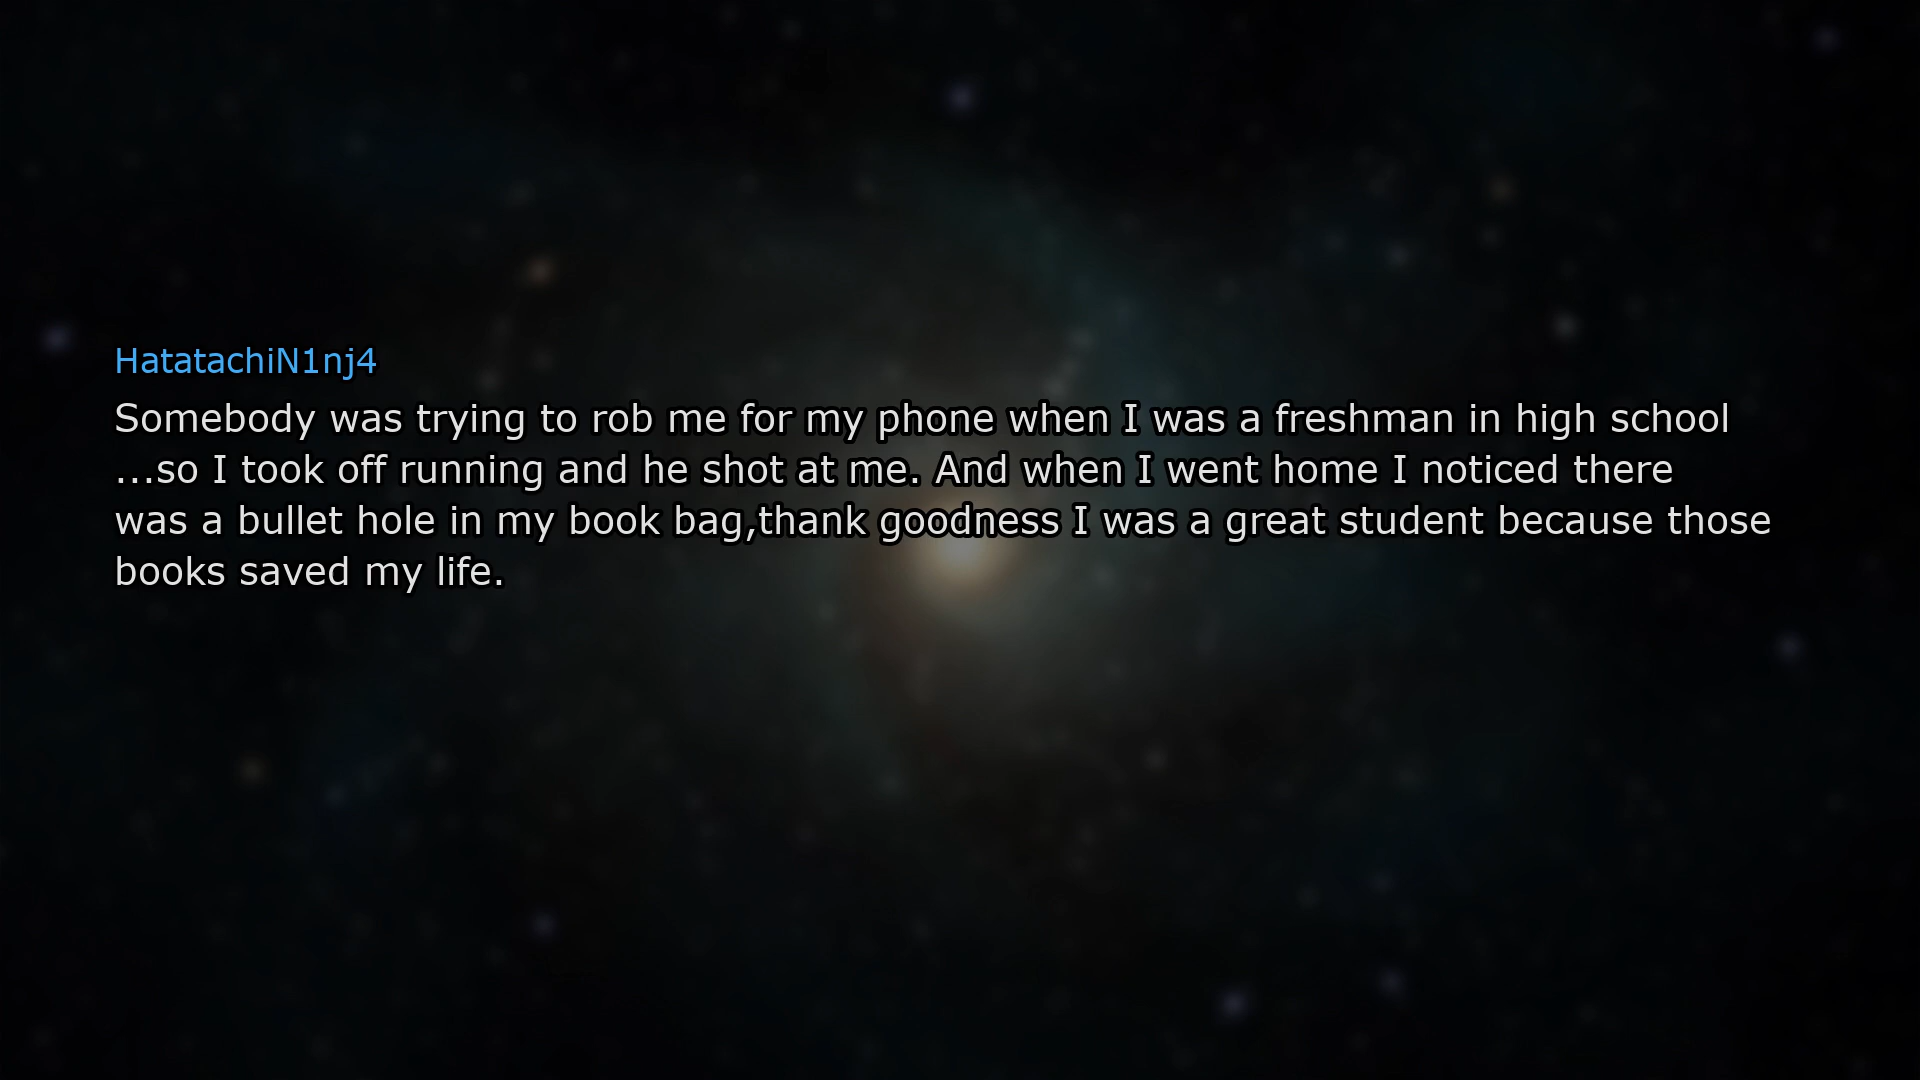 HatatachiN1nj4
Somebody was trying to rob me for my phone when I was a freshman in high school
...so I took off running and he shot at me. And when I went home I noticed there
was a bullet hole in my book bag,thank goodness I was a great student because those
books saved my life.